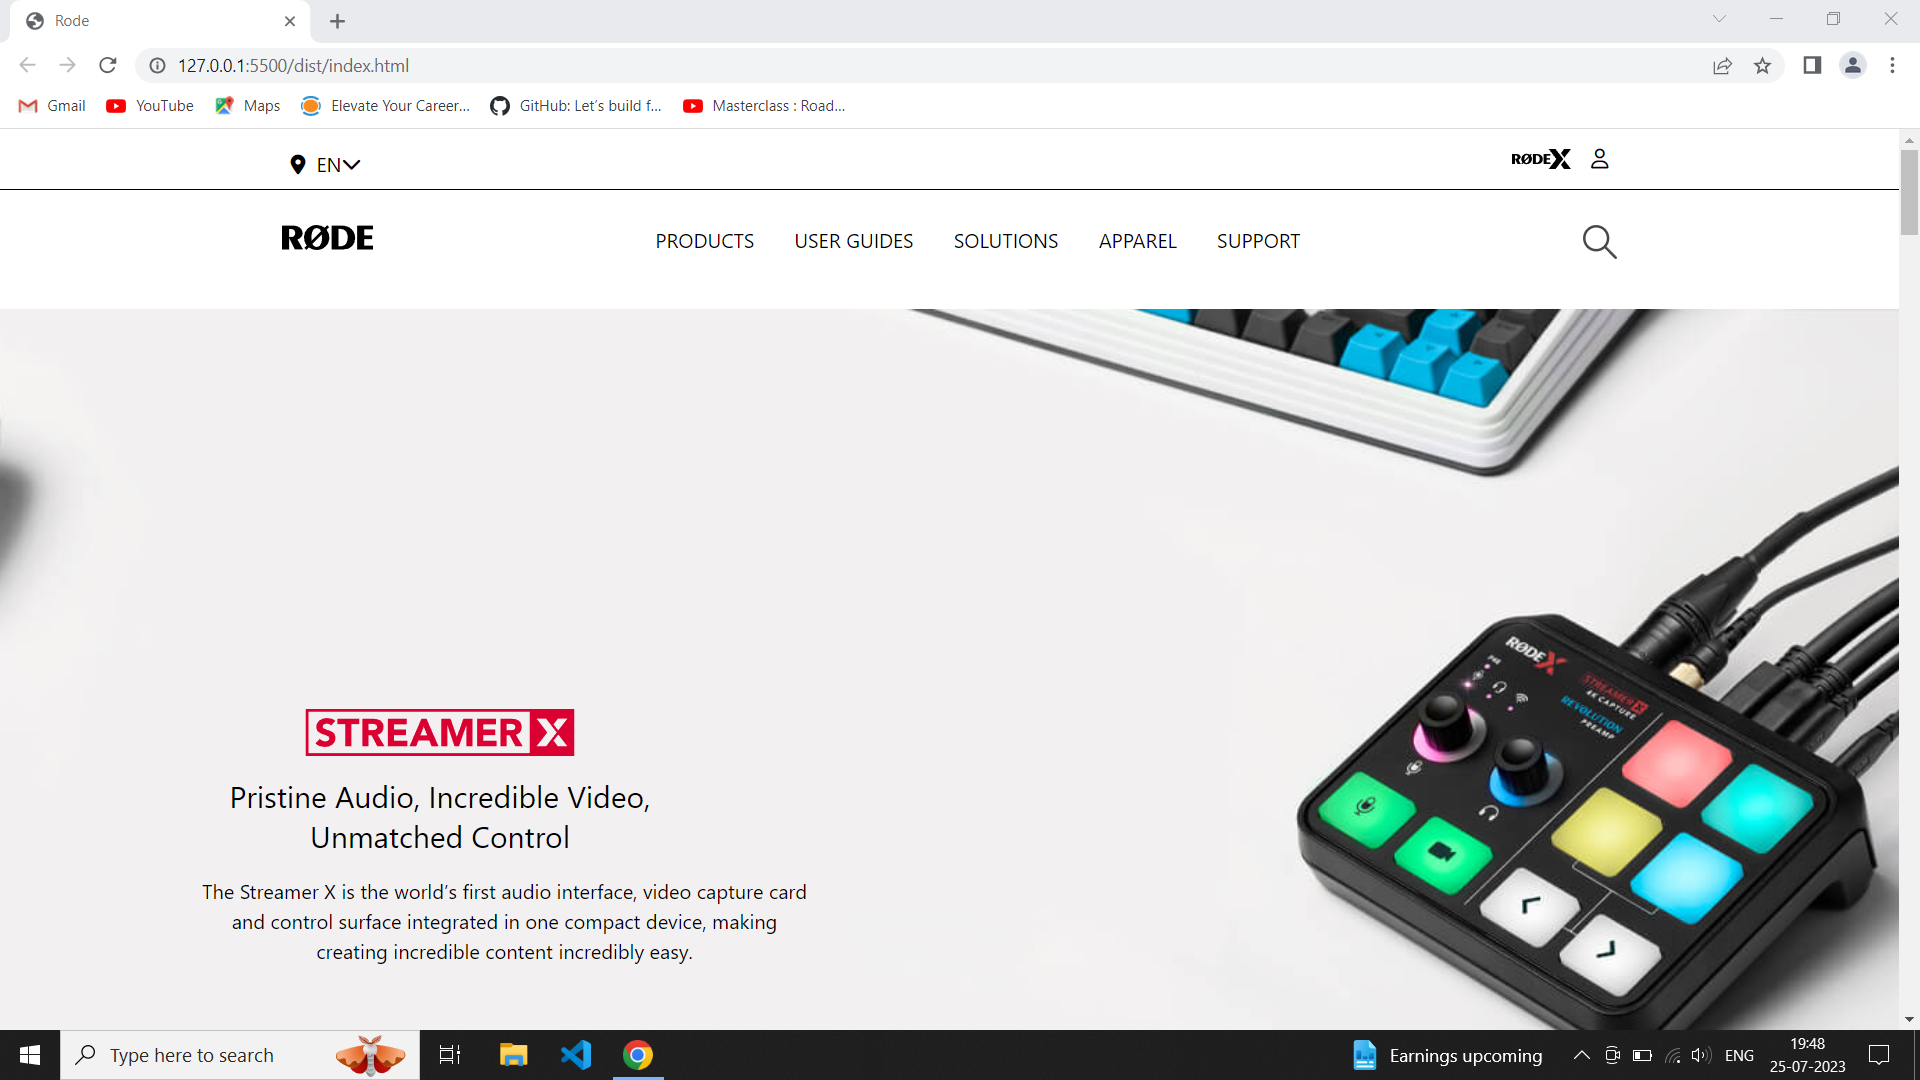 Rode
127.0.0.1:5500/dist/index.html
Gmail
YouTube
Maps
Elevate Your Career...
GitHub: Let's build f...
Masterclass : Road...
EN
RØDEX
RØDE
PRODUCTS
USER GUIDES
SOLUTIONS
APPAREL
SUPPORT
RØDEX
PRE
STREAMER X
4K CAPTURE
REVOLUTION
PREAMP
STREAMER X
Pristine Audio, Incredible Video,
Unmatched Control
The Streamer X is the world's first audio interface, video capture card
and control surface integrated in one compact device, making
creating incredible content incredibly easy.
Type here to search
Earnings upcoming
ENG
19:48
25-07-2023